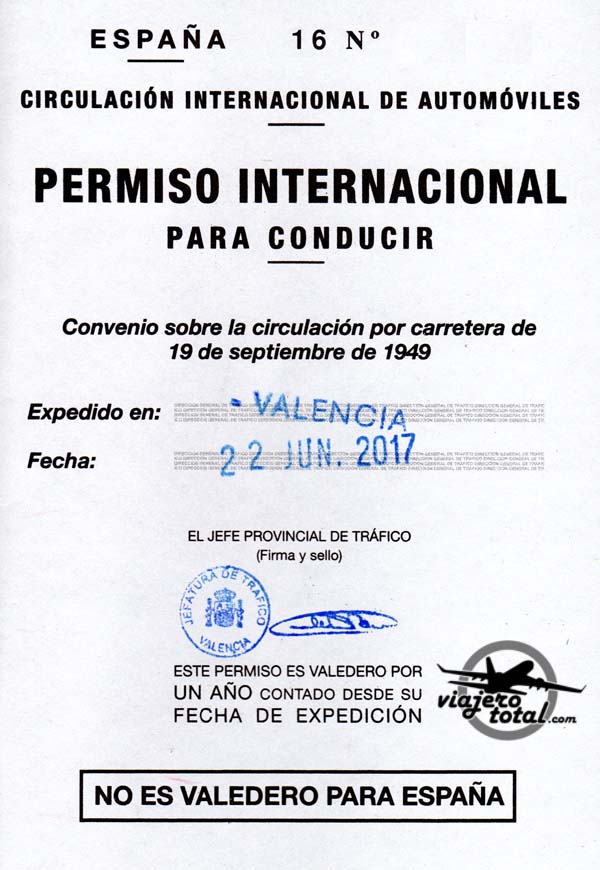 ESPAÑA 16 Nº
CIRCULACIÓN INTERNACIONAL DE AUTOMÓVILES
PERMISO INTERNACIONAL
PARA CONDUCIR
Convenio sobre la circulación por carretera de
19 de septiembre de 1949
Expedido en: - VALENCIA
Fecha: 22 JUN. 2017
EL JEFE PROVINCIAL DE TRÁFICO
(Firma y sello)
JEFATURA DE TRAFICO
VALENCIA
ESTE PERMISO ES VALEDERO POR
UN AÑO CONTADO DESDE SU
FECHA DE EXPEDICIÓN
viajero
total.com
NO ES VALEDERO PARA ESPAÑA